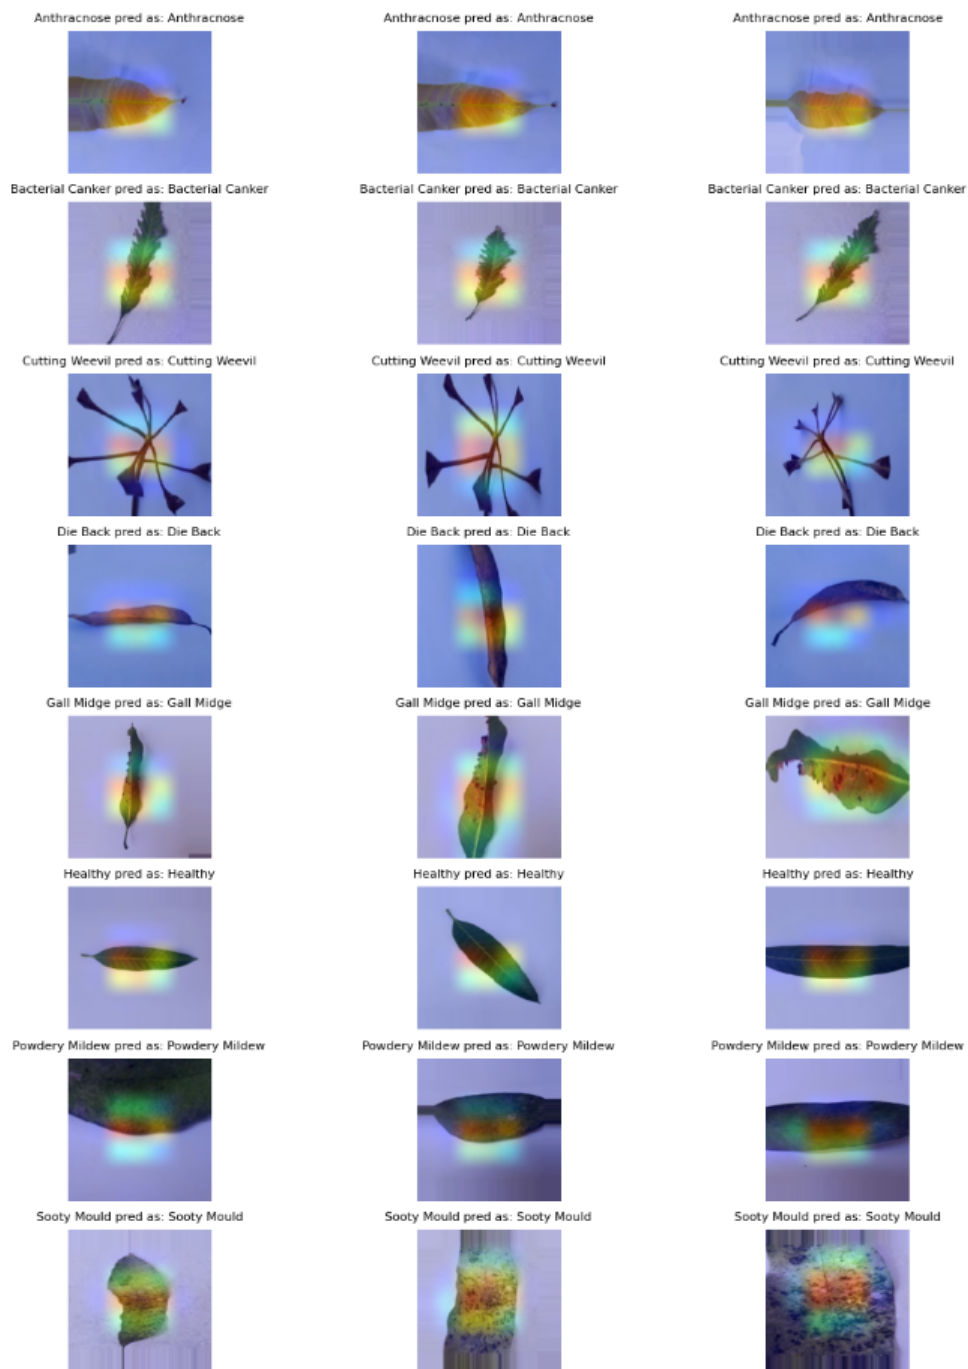 Anthracnose pred as: Anthracnose
Anthracnose pred as: Anthracnose
Anthracnose pred as: Anthracnose
Bacterial Canker pred as: Bacterial Canker
Bacterial Canker pred as: Bacterial Canker
Bacterial Canker pred as: Bacterial Canker
Cutting Weevil pred as: Cutting Weevil
Cutting Weevil pred as: Cutting Weevil
Cutting Weevil pred as: Cutting Weevil
Die Back pred as: Die Back
Die Back pred as: Die Back
Die Back pred as: Die Back
Gall Midge pred as: Gall Midge
Gall Midge pred as: Gall Midge
Gall Midge pred as: Gall Midge
Healthy pred as: Healthy
Healthy pred as: Healthy
Healthy pred as: Healthy
Powdery Mildew pred as: Powdery Mildew
Powdery Mildew pred as: Powdery Mildew
Powdery Mildew pred as: Powdery Mildew
Sooty Mould pred as: Sooty Mould
Sooty Mould pred as: Sooty Mould
Sooty Mould pred as: Sooty Mould